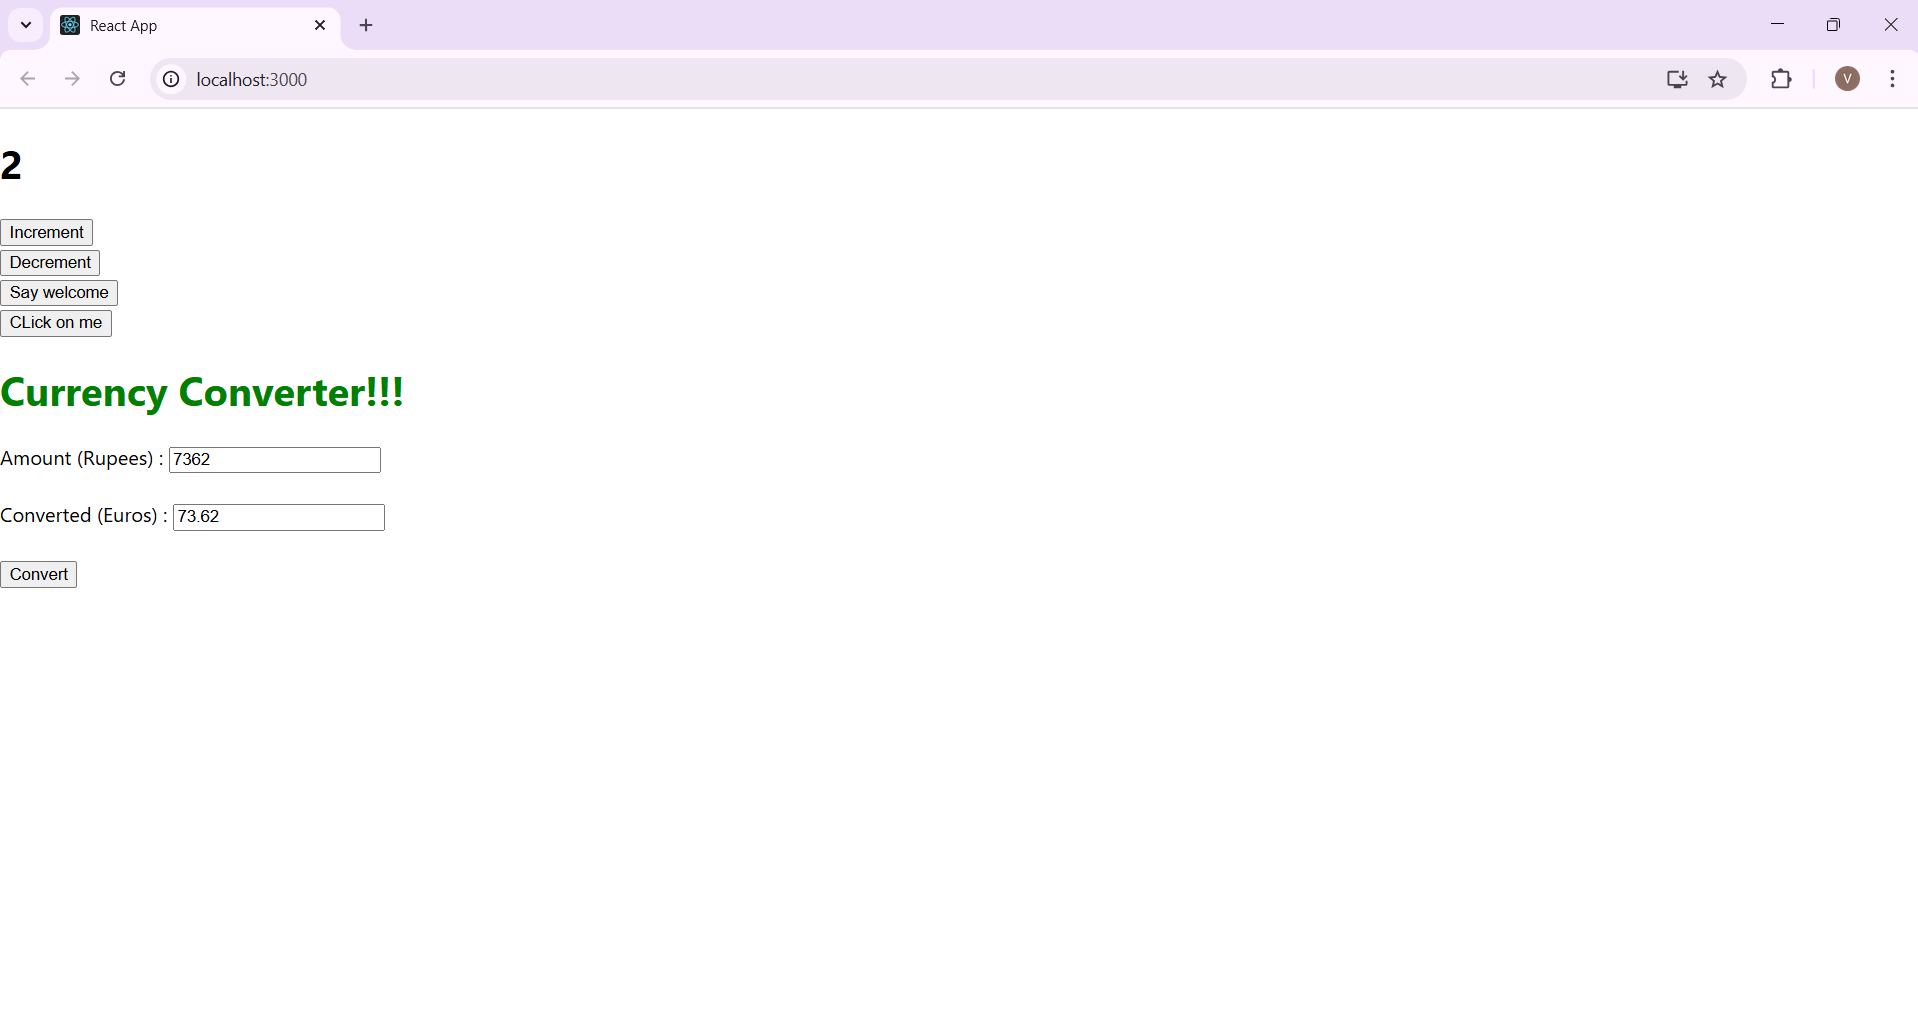 React App
localhost:3000
V
2
Increment
Decrement
Say welcome
CLick on me
Currency Converter!!!
Amount (Rupees) : 7362
Converted (Euros) : 73.62
Convert